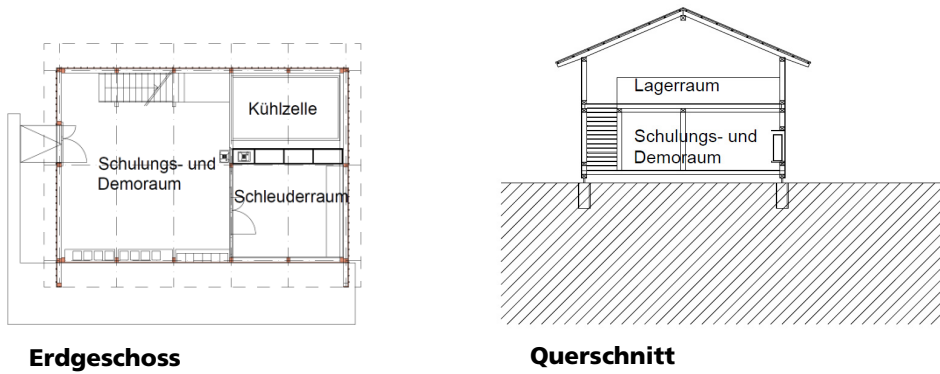 Kühlzelle
Schulungs- und
Demoraum
Schleuderraum
Erdgeschoss
Lagerraum
Schulungs- und
Demoraum
Querschnitt